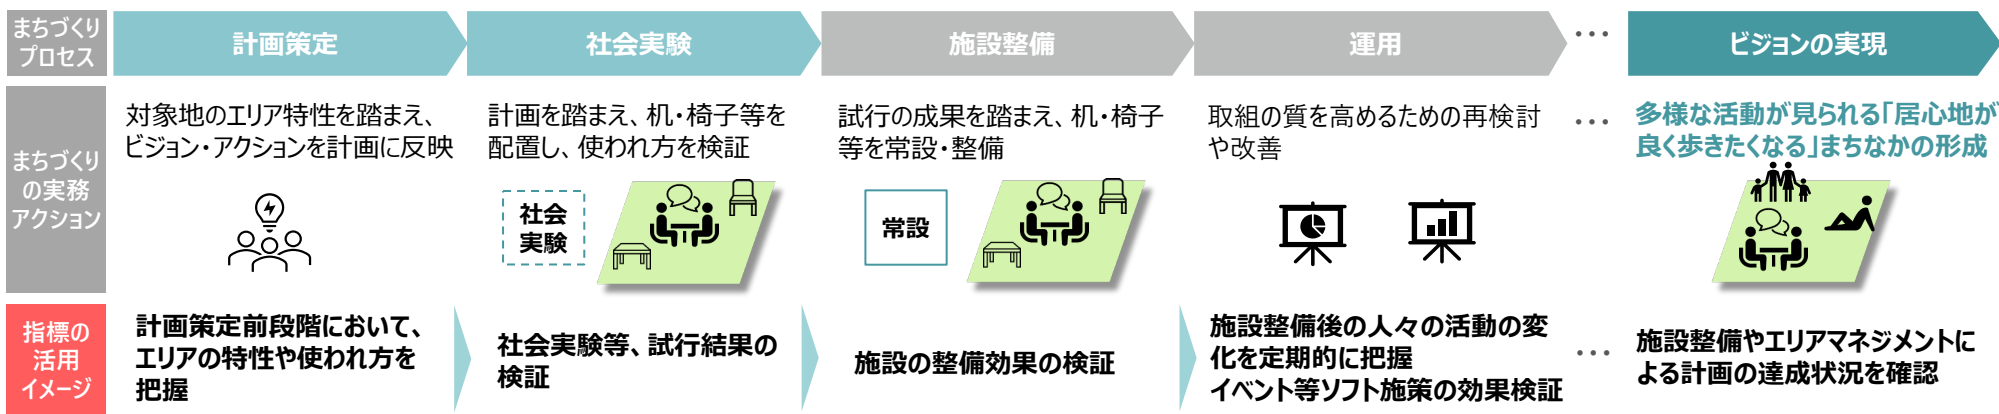 まちづくり
プロセス
計画策定
社会実験
施設整備
運用
…
ビジョンの実現
まちづくり
の実務
アクション
対象地のエリア特性を踏まえ、
ビジョン・アクションを計画に反映
計画を踏まえ、机・椅子等を
配置し、使われ方を検証
社会
実験
試行の成果を踏まえ、机・椅子
等を常設・整備
常設
取組の質を高めるための再検討
や改善
…
多様な活動が見られる「居心地が
良く歩きたくなる」まちなかの形成
指標の
活用
イメージ
計画策定前段階において、
エリアの特性や使われ方を
把握
社会実験等、試行結果の
検証
施設の整備効果の検証
施設整備後の人々の活動の変
化を定期的に把握
イベント等ソフト施策の効果検証
…
施設整備やエリアマネジメントに
よる計画の達成状況を確認